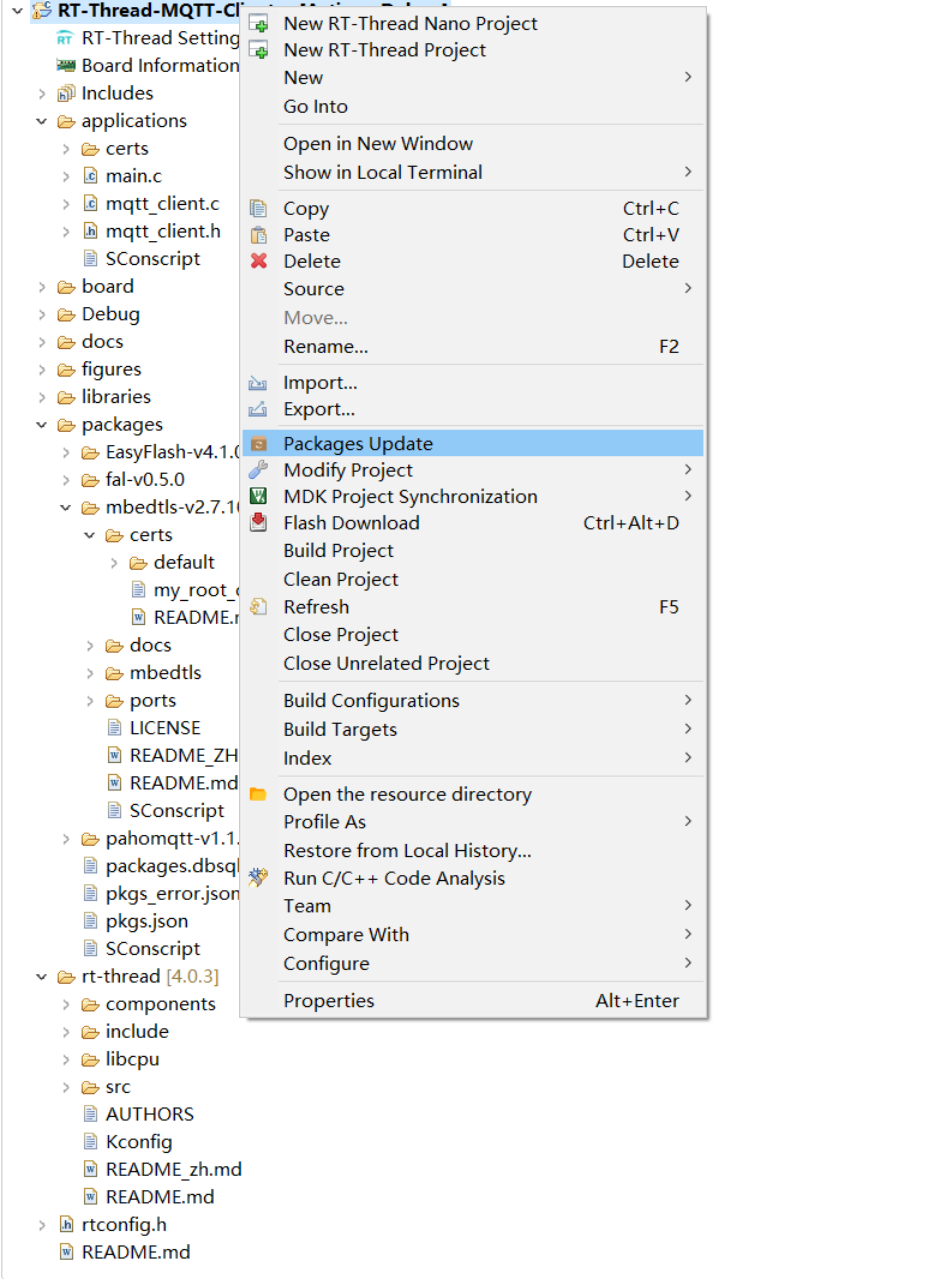 RT-Thread-MQTT-Cl
RT-Thread Setting
Board Information
Includes
applications
certs
main.c
mqtt_client.c
mqtt_client.h
SConscript
board
Debug
docs
figures
libraries
packages
EasyFlash-v4.1.0
fal-v0.5.0
mbedtls-v2.7.10
certs
default
my_root_
README.
docs
mbedtls
ports
LICENSE
README_ZH
README.md
SConscript
pahomqtt-v1.1.
packages.dbsql
pkgs_error.json
pkgs.json
SConscript
rt-thread [4.0.3]
components
include
libcpu
src
AUTHORS
Kconfig
README_zh.md
README.md
rtconfig.h
README.md
New RT-Thread Nano Project
New RT-Thread Project
New
Go Into
Open in New Window
Show in Local Terminal
Copy Ctrl+C
Paste Ctrl+V
Delete Delete
Source
Move...
Rename... F2
Import...
Export...
Packages Update
Modify Project
MDK Project Synchronization
Flash Download Ctrl+Alt+D
Build Project
Clean Project
Refresh F5
Close Project
Close Unrelated Project
Build Configurations
Build Targets
Index
Open the resource directory
Profile As
Restore from Local History...
Run C/C++ Code Analysis
Team
Compare With
Configure
Properties Alt+Enter